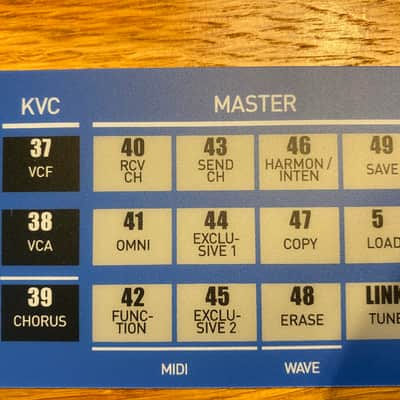 KVC
MASTER
37
VCF
40
RCV
CH
43
SEND
CH
46
HARMON /
INTEN
49
SAVE
38
VCA
41
OMNI
44
EXCLU-
SIVE 1
47
COPY
5
LOAD
39
CHORUS
42
FUNC-
TION
45
EXCLU-
SIVE 2
48
ERASE
LINK
TUNE
MIDI
WAVE